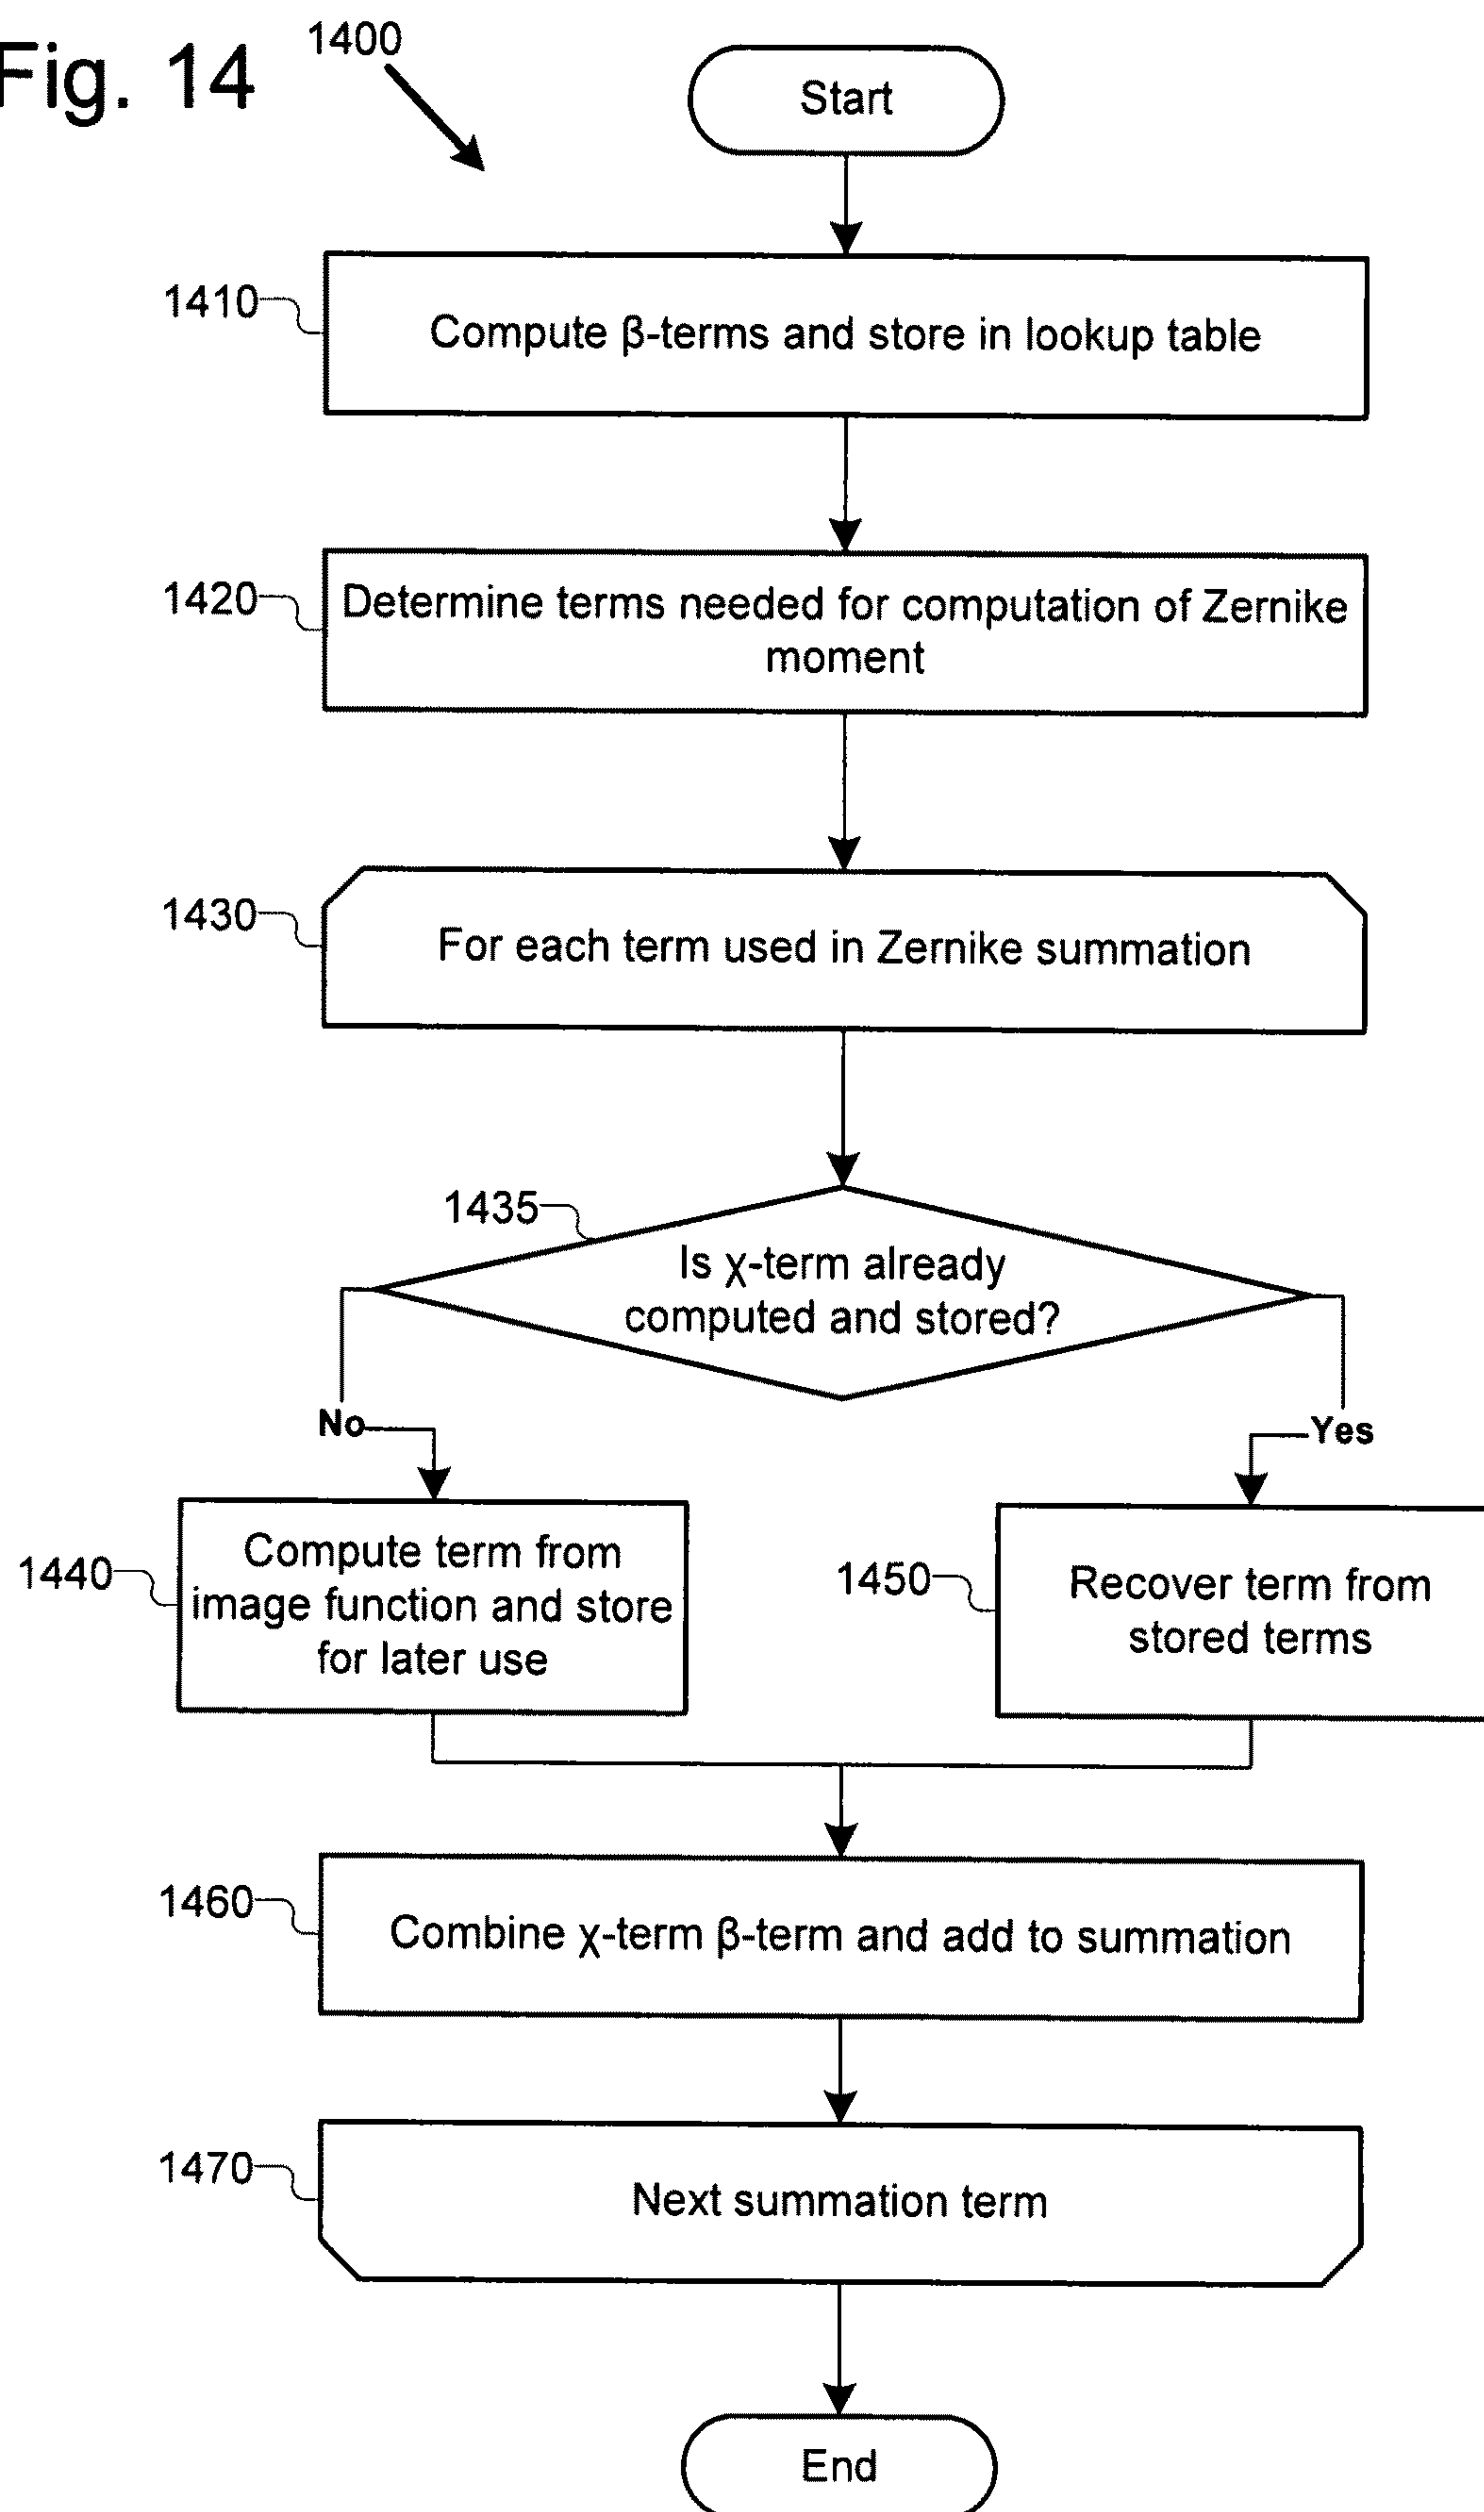 Fig. 14
1400
Start
1410
Compute β-terms and store in lookup table
1420
Determine terms needed for computation of Zernike
moment
1430
For each term used in Zernike summation
1435
Is χ-term already
computed and stored?
No
Yes
1440
Compute term from
image function and store
for later use
1450
Recover term from
stored terms
1460
Combine χ-term β-term and add to summation
1470
Next summation term
End